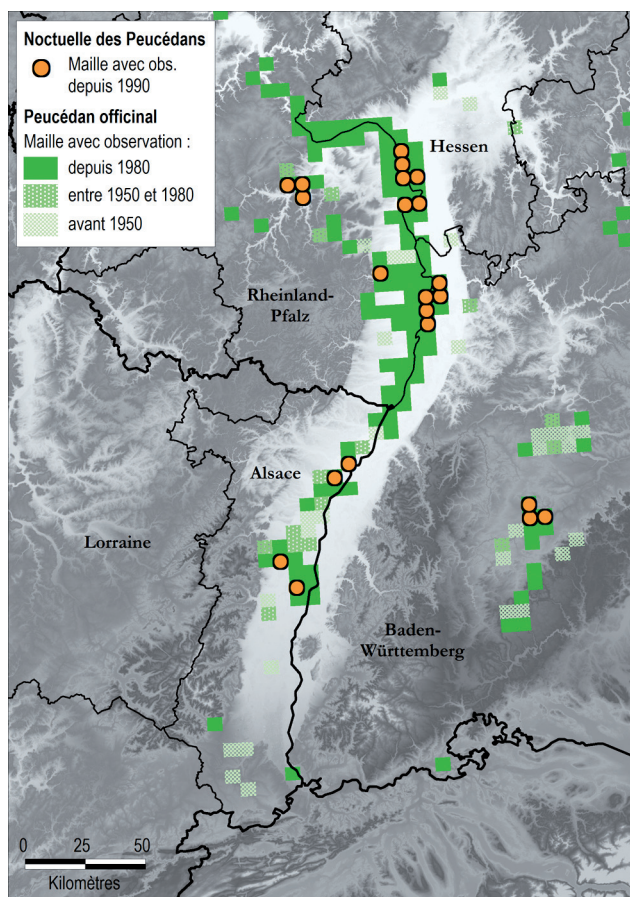 Noctuelle des Peucédans
Maille avec obs.
depuis 1990
Peucédan officinal
Maille avec observation :
depuis 1980
entre 1950 et 1980
avant 1950
Hessen
Rheinland-
Pfalz
Alsace
Lorraine
Baden-
Württemberg
0 25 50
Kilomètres